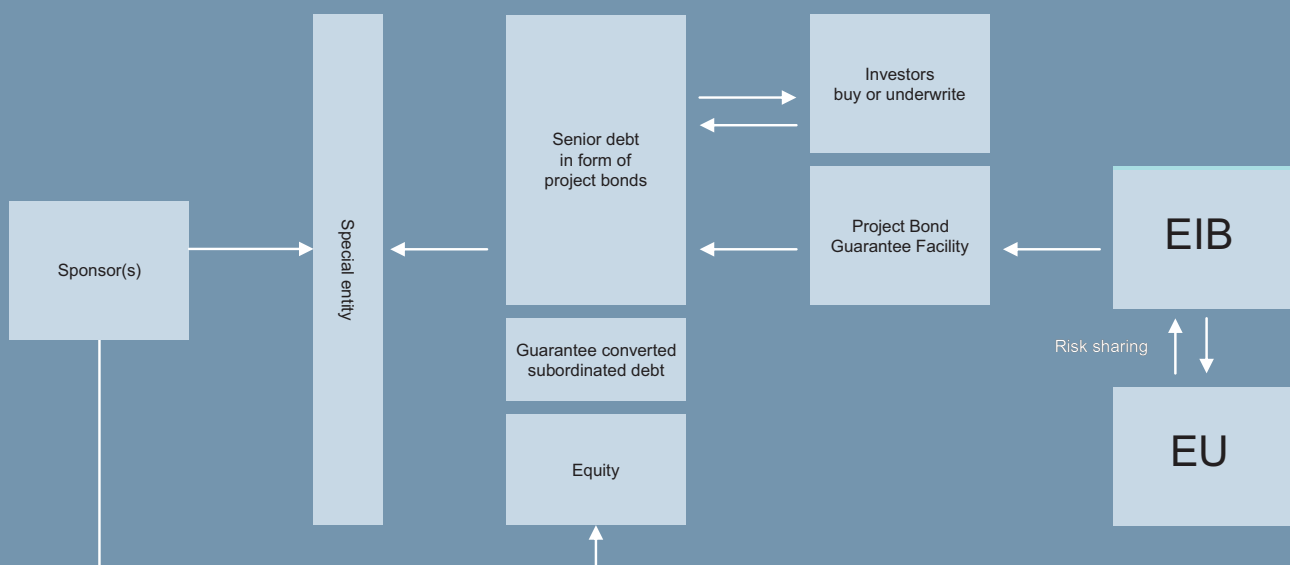 Sponsor(s)
Special entity
Senior debt
in form of
project bonds
Guarantee converted
subordinated debt
Equity
Investors
buy or underwrite
Project Bond
Guarantee Facility
EIB
Risk sharing
EU